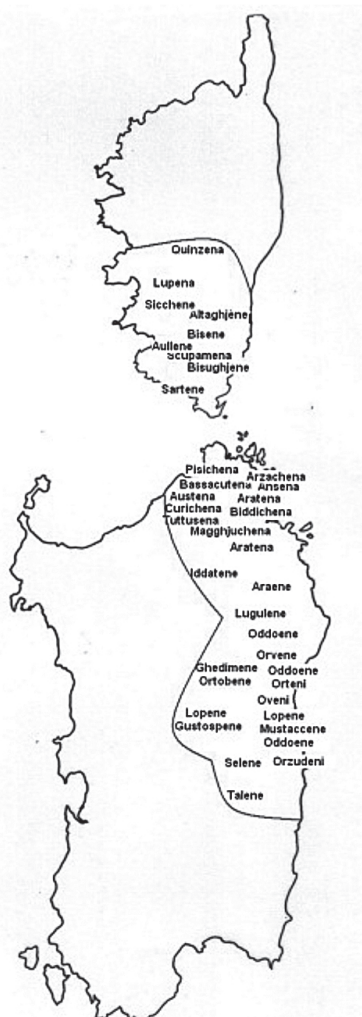 Quinzena
Lupena
Sicchene
Altaghjène
Bisene
Aullene
Scupamena
Bisughjene
Sartene
Pisichena
Arzachena
Bassacutena
Ansena
Austena
Aratena
Curichena
Biddichena
Tuttusena
Magghjuchena
Aratena
Iddatene
Araene
Lugulene
Oddoene
Orvene
Ghedimene
Oddoene
Ortobene
Orteni
Oveni
Lopene
Lopene
Gustospene
Mustaccene
Oddoene
Selene
Orzudeni
Talene